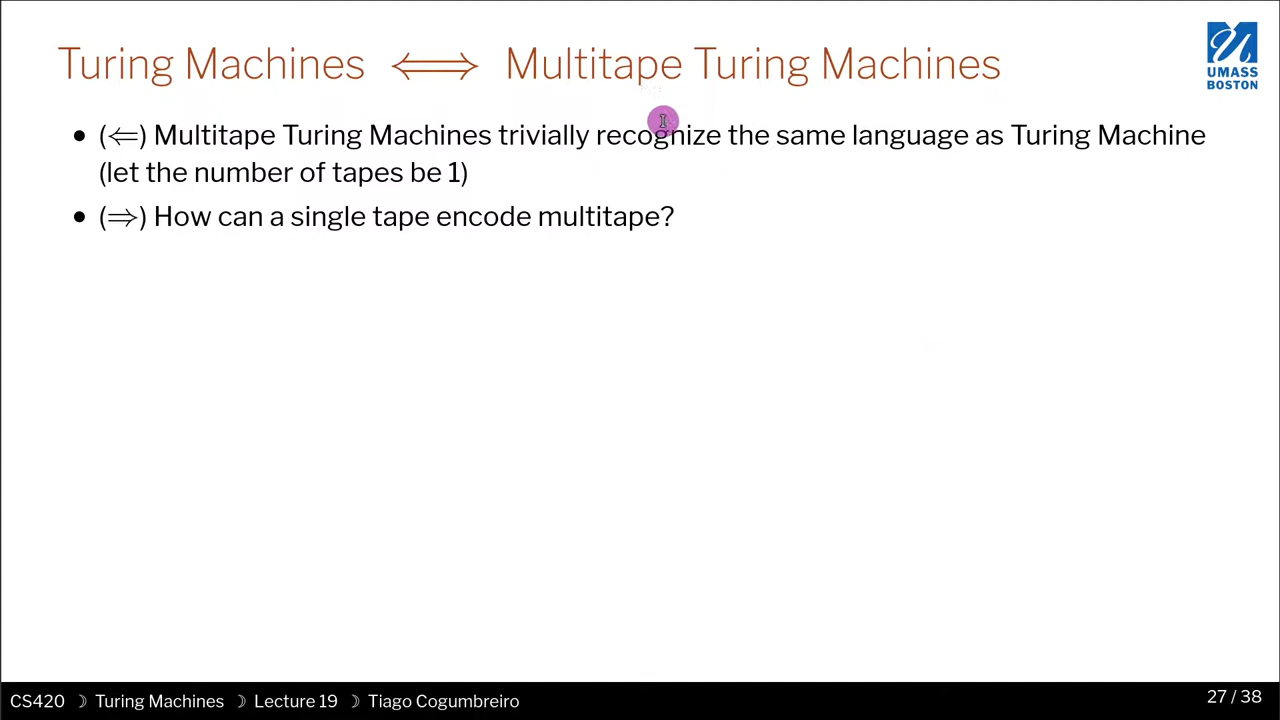 Turing Machines ⟺ Multitape Turing Machines
UMASS
BOSTON
• (⇐) Multitape Turing Machines trivially recognize the same language as Turing Machine
(let the number of tapes be 1)
• (⇒) How can a single tape encode multitape?
CS420 ☽ Turing Machines ☽ Lecture 19 ☽ Tiago Cogumbreiro
27 / 38